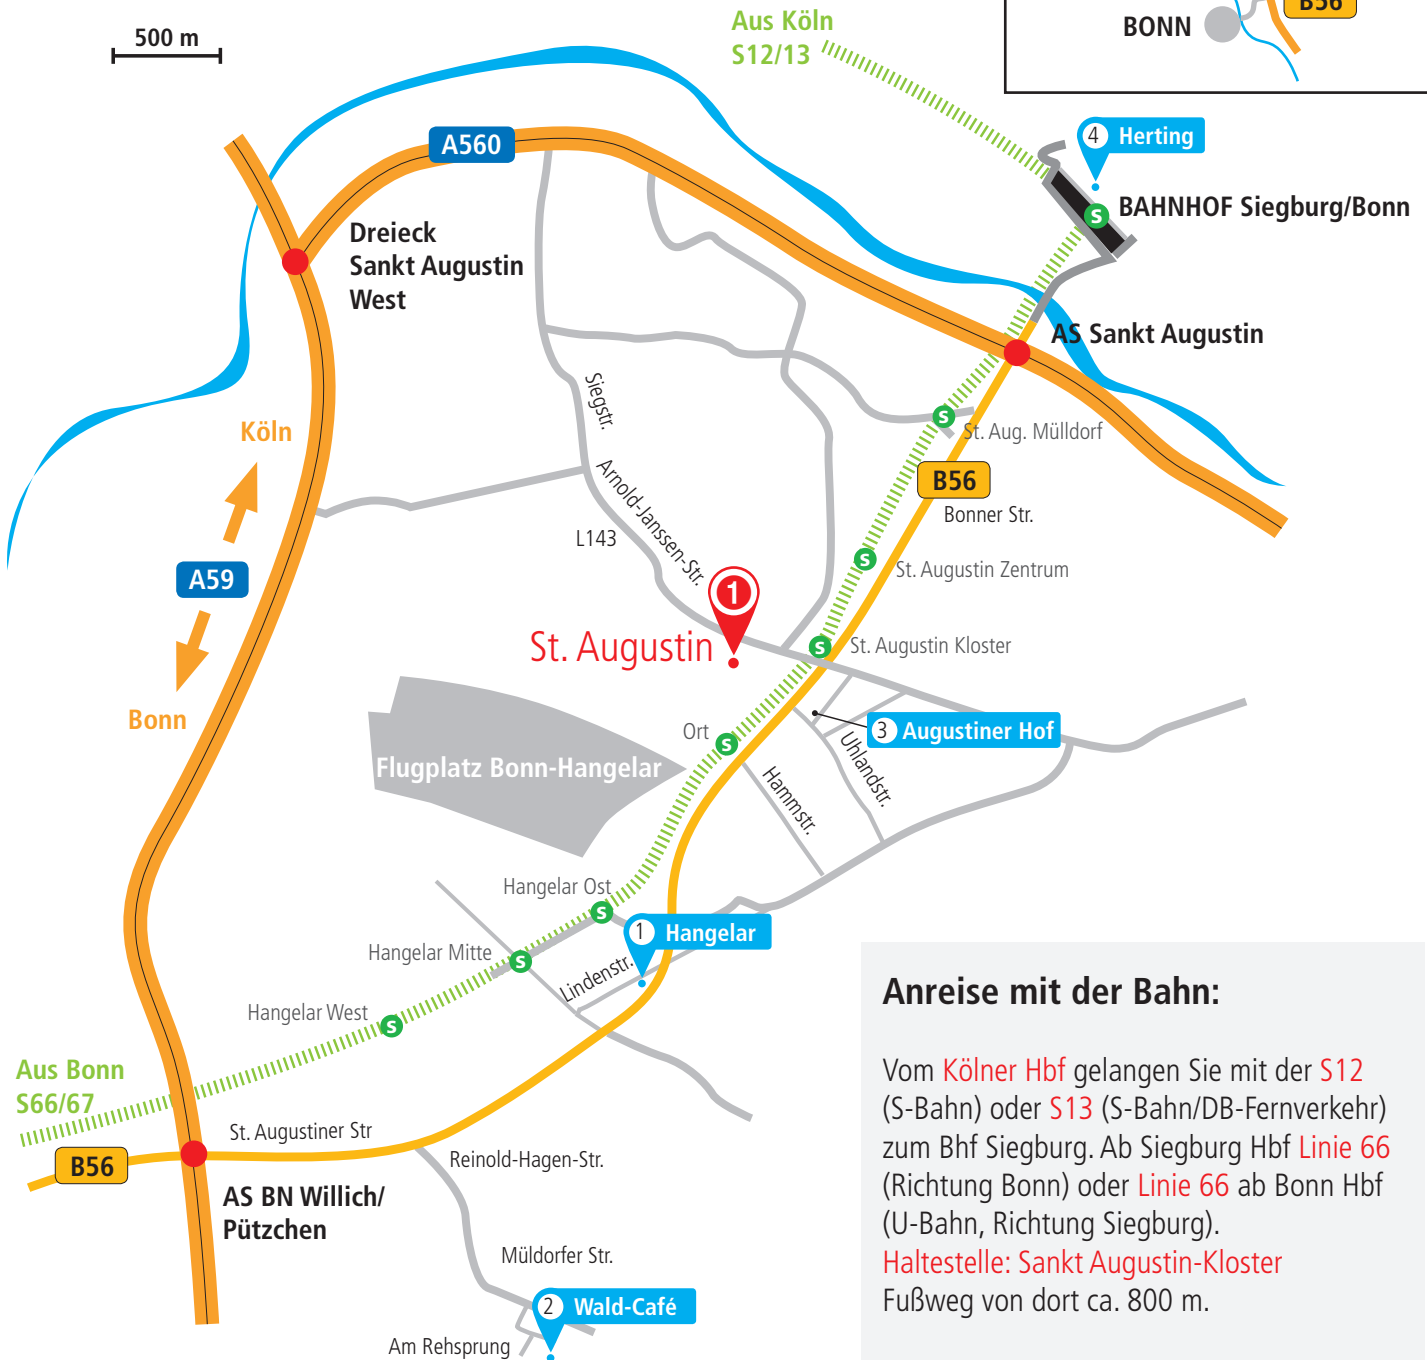 500 m
Aus Köln
S12/13
B56
BONN
A560
4 Herting
BAHNHOF Siegburg/Bonn
S
Dreieck
Sankt Augustin
West
AS Sankt Augustin
Siegstr.
S
St. Aug. Mülldorf
Köln
Arnold-Janssen-Str.
B56
Bonner Str.
L143
S
St. Augustin Zentrum
A59
1
St. Augustin
S
St. Augustin Kloster
Bonn
Ort
S
3 Augustiner Hof
Uhlandstr.
Flugplatz Bonn-Hangelar
Hammstr.
Hangelar Ost
S
1 Hangelar
Hangelar Mitte
S
Lindenstr.
Hangelar West
S
Aus Bonn
S66/67
St. Augustiner Str
B56
Reinold-Hagen-Str.
AS BN Willich/
Pützchen
Müldorfer Str.
2 Wald-Café
Am Rehsprung
Anreise mit der Bahn:
Vom Kölner Hbf gelangen Sie mit der S12
(S-Bahn) oder S13 (S-Bahn/DB-Fernverkehr)
zum Bhf Siegburg. Ab Siegburg Hbf Linie 66
(Richtung Bonn) oder Linie 66 ab Bonn Hbf
(U-Bahn, Richtung Siegburg).
Haltestelle: Sankt Augustin-Kloster
Fußweg von dort ca. 800 m.